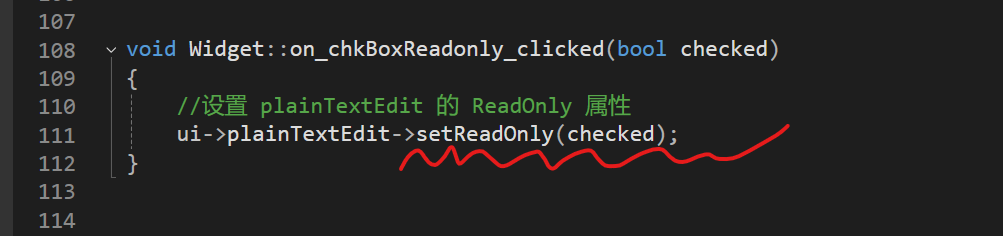 107
108 void Widget::on_chkBoxReadonly_clicked(bool checked)
109 {
110 //设置 plainTextEdit 的 ReadOnly 属性
111 ui->plainTextEdit->setReadOnly(checked);
112 }
113
114